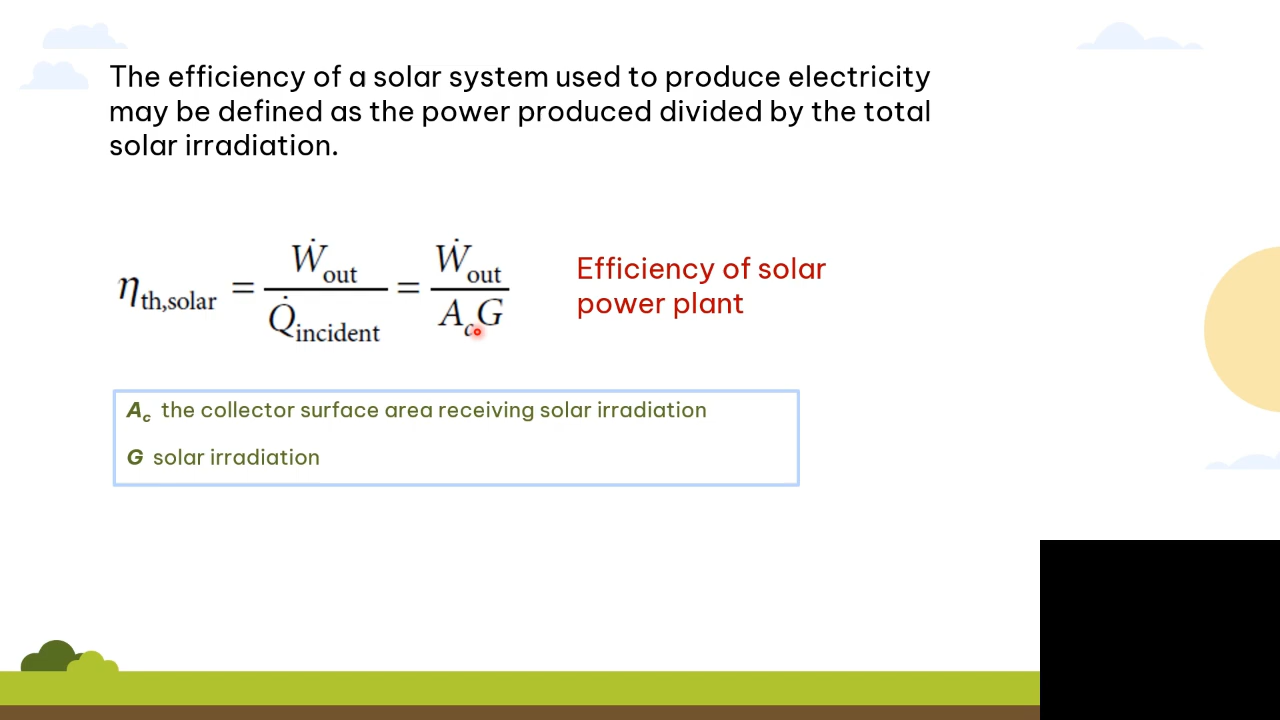 The efficiency of a solar system used to produce electricity
may be defined as the power produced divided by the total
solar irradiation.
η_th,solar = Ẇ_out / Q̇_incident = Ẇ_out / A_c G
Efficiency of solar
power plant
A_c the collector surface area receiving solar irradiation
G solar irradiation